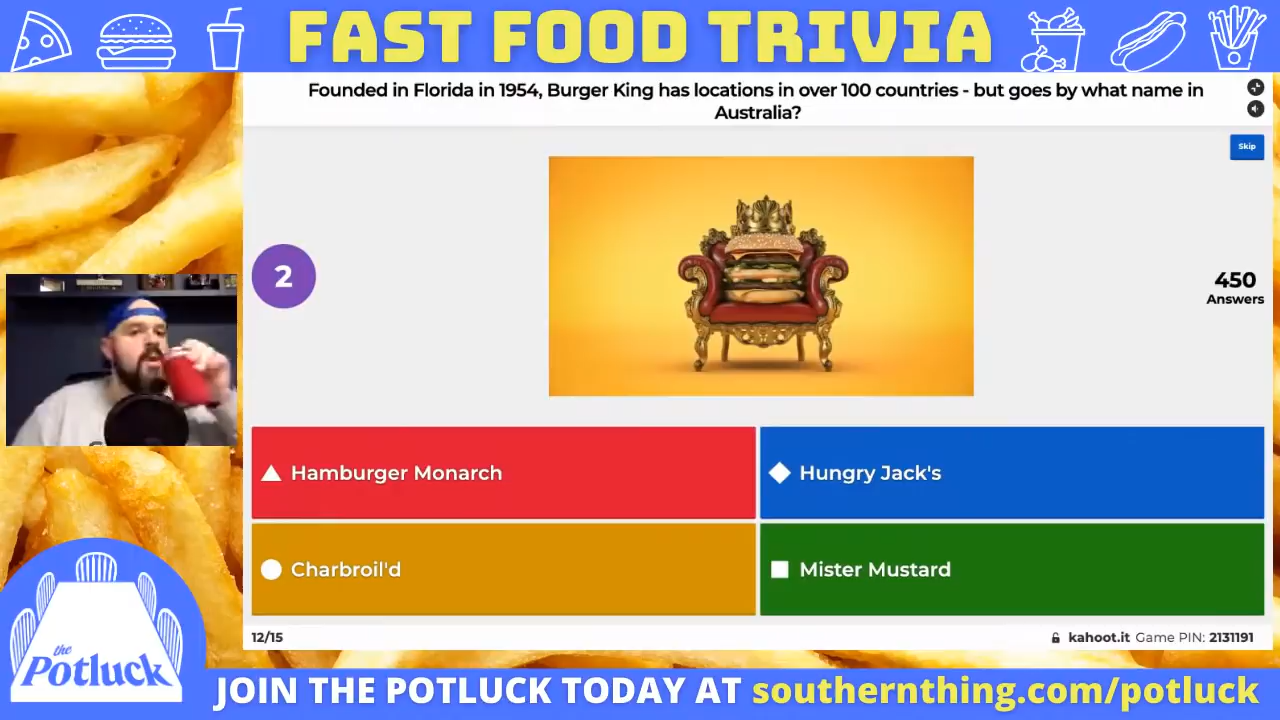 FAST FOOD TRIVIA
Founded in Florida in 1954, Burger King has locations in over 100 countries - but goes by what name in
Australia?
Skip
2
450
Answers
Hamburger Monarch
Hungry Jack's
Charbroil'd
Mister Mustard
12/15
kahoot.it Game PIN: 2131191
the
Potluck
JOIN THE POTLUCK TODAY AT southernthing.com/potluck